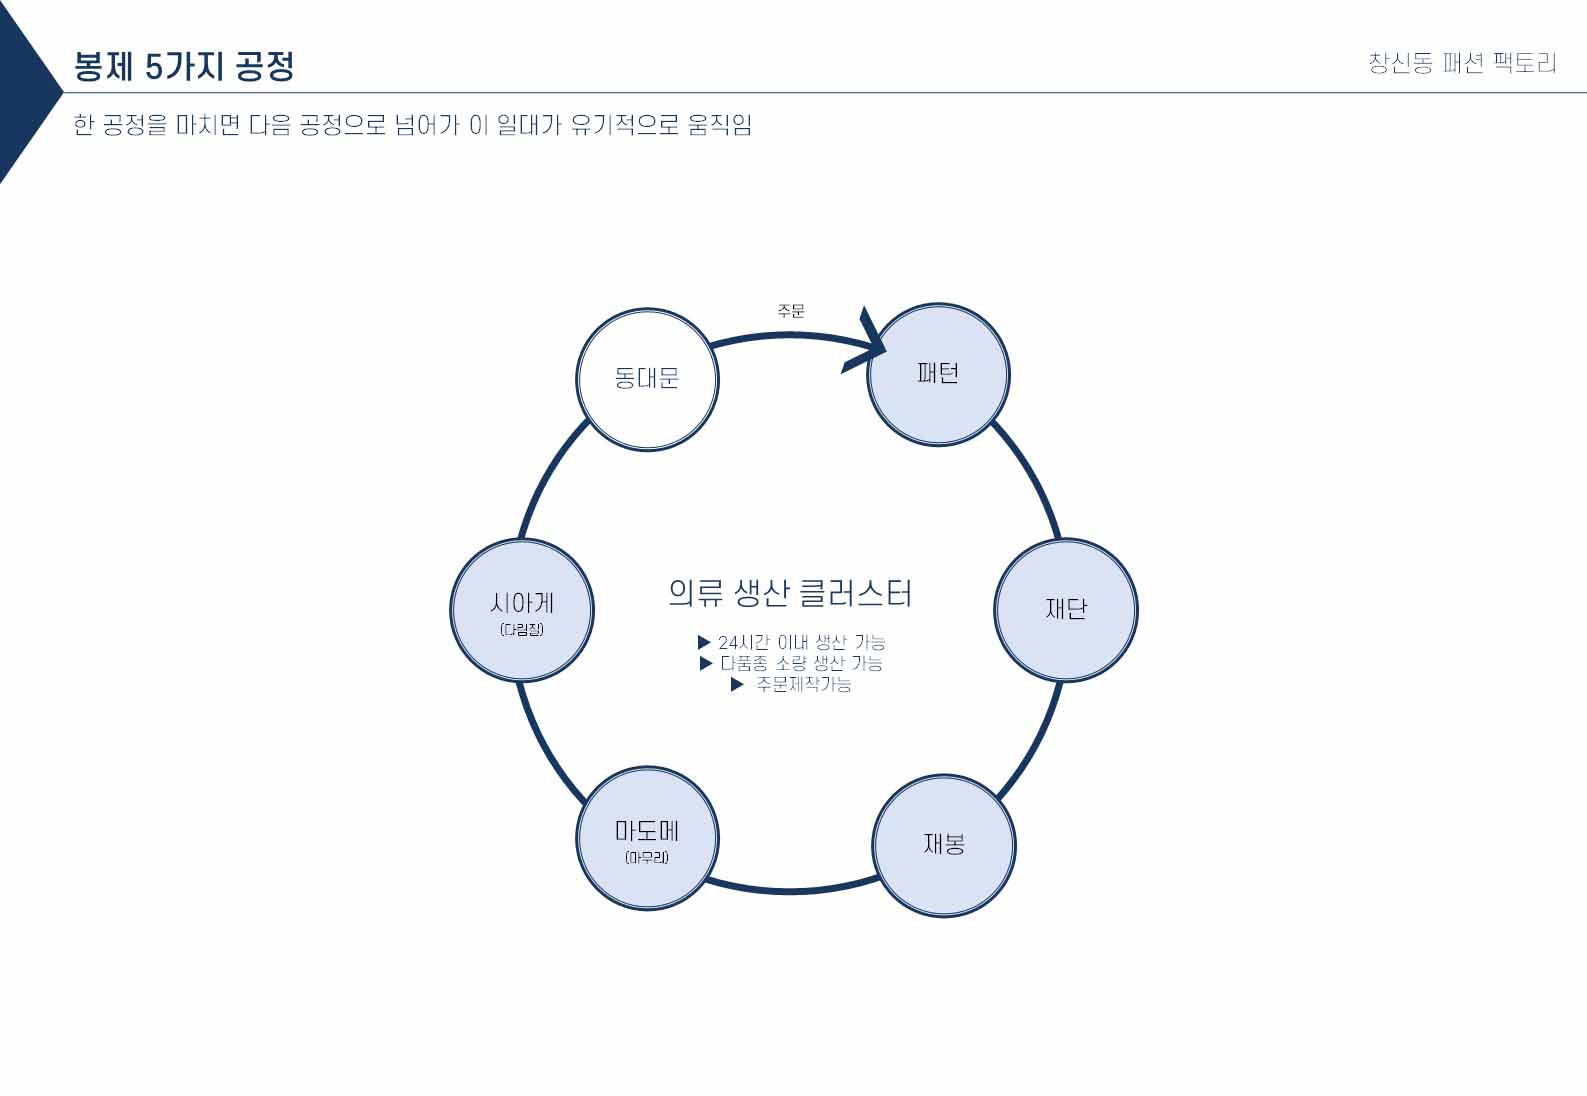 봉제 5가지 공정
창신동 패션 팩토리
한 공정을 마치면 다음 공정으로 넘어가 이 일대가 유기적으로 움직임
주문
동대문
패턴
시아게
(다림질)
재단
의류 생산 클러스터
▶ 24시간 이내 생산 가능
▶ 다품종 소량 생산 가능
▶ 주문제작가능
마도메
(마무리)
재봉